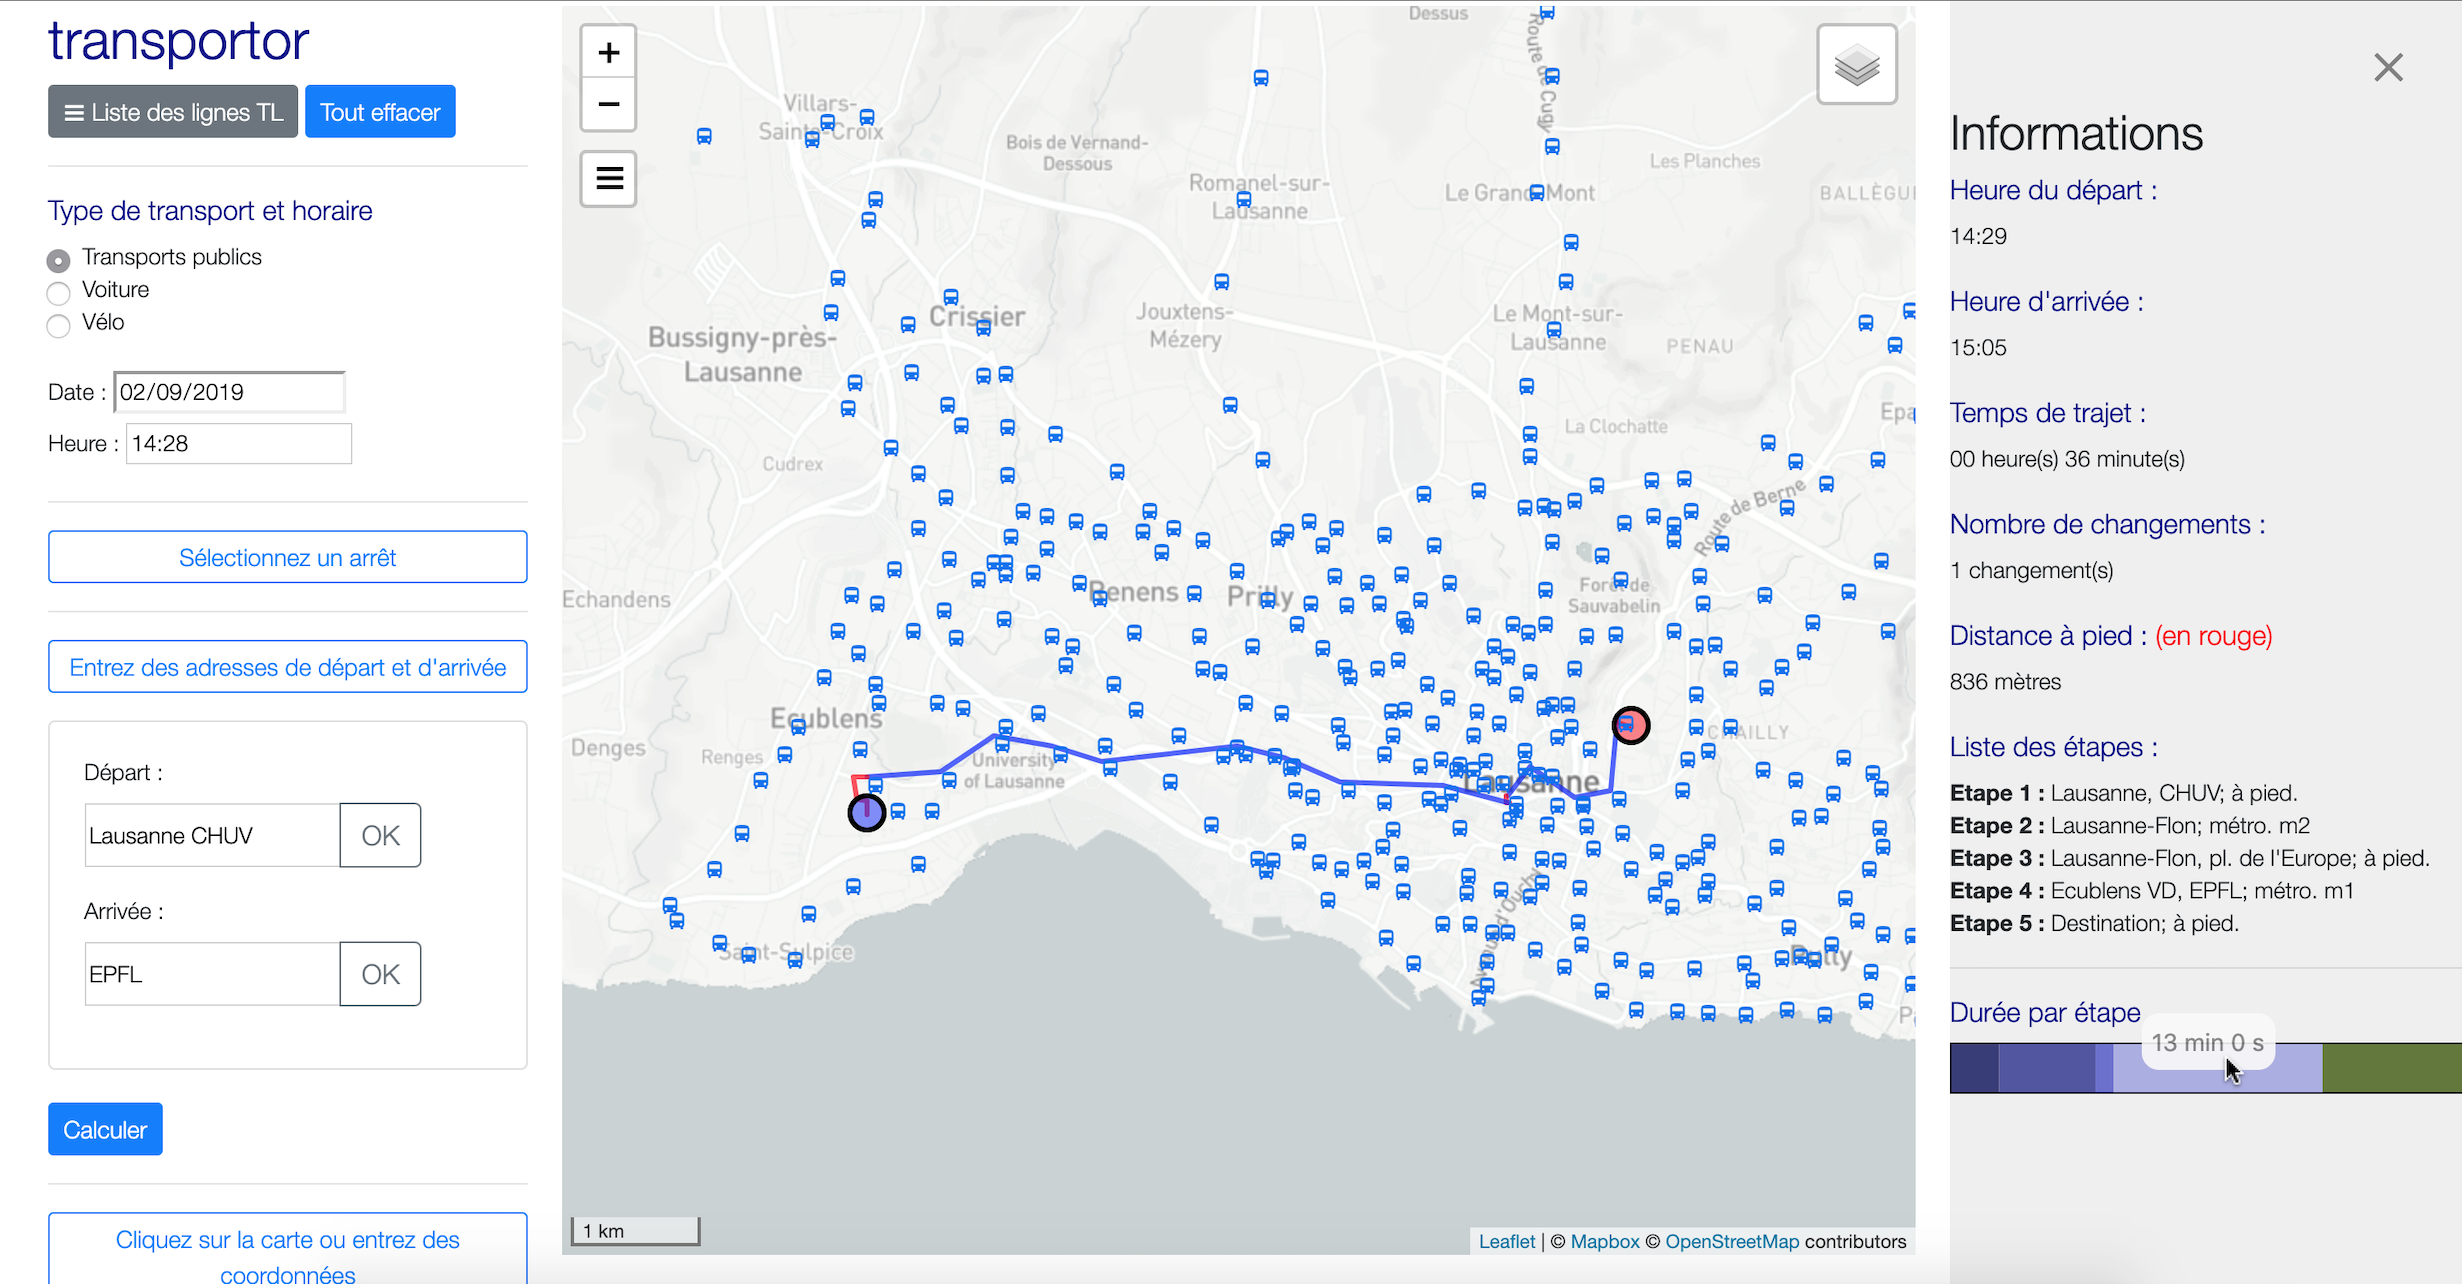 transportor
Liste des lignes TL
Tout effacer
Type de transport et horaire
Transports publics
Voiture
Vélo
Date : 02/09/2019
Heure : 14:28
Sélectionnez un arrêt
Entrez des adresses de départ et d'arrivée
Départ :
Lausanne CHUV
OK
Arrivée :
EPFL
OK
Calculer
Cliquez sur la carte ou entrez des
coordonnées
+
−
Dessus
Route de Cugy
Villars-
Sainte-Croix
Bois de Vernand-
Dessous
Les Planches
Romanel-sur-
Lausanne
Le Grand-Mont
BALLÈGU
Crissier
Jouxtens-
Mézery
Le Mont-sur-
Lausanne
PENAU
Bussigny-près-
Lausanne
Epa
La Clochatte
Cudrex
Route de Berne
Echandens
Renens
Prilly
Forêt de
Sauvabelin
Ecublens
Denges
Renges
University
of Lausanne
CHAILLY
Lausanne
Saint-Sulpice
Pully
1 km
Leaflet | © Mapbox © OpenStreetMap contributors
Informations
Heure du départ :
14:29
Heure d'arrivée :
15:05
Temps de trajet :
00 heure(s) 36 minute(s)
Nombre de changements :
1 changement(s)
Distance à pied : (en rouge)
836 mètres
Liste des étapes :
Etape 1 : Lausanne, CHUV; à pied.
Etape 2 : Lausanne-Flon; métro. m2
Etape 3 : Lausanne-Flon, pl. de l'Europe; à pied.
Etape 4 : Ecublens VD, EPFL; métro. m1
Etape 5 : Destination; à pied.
Durée par étape
13 min 0 s